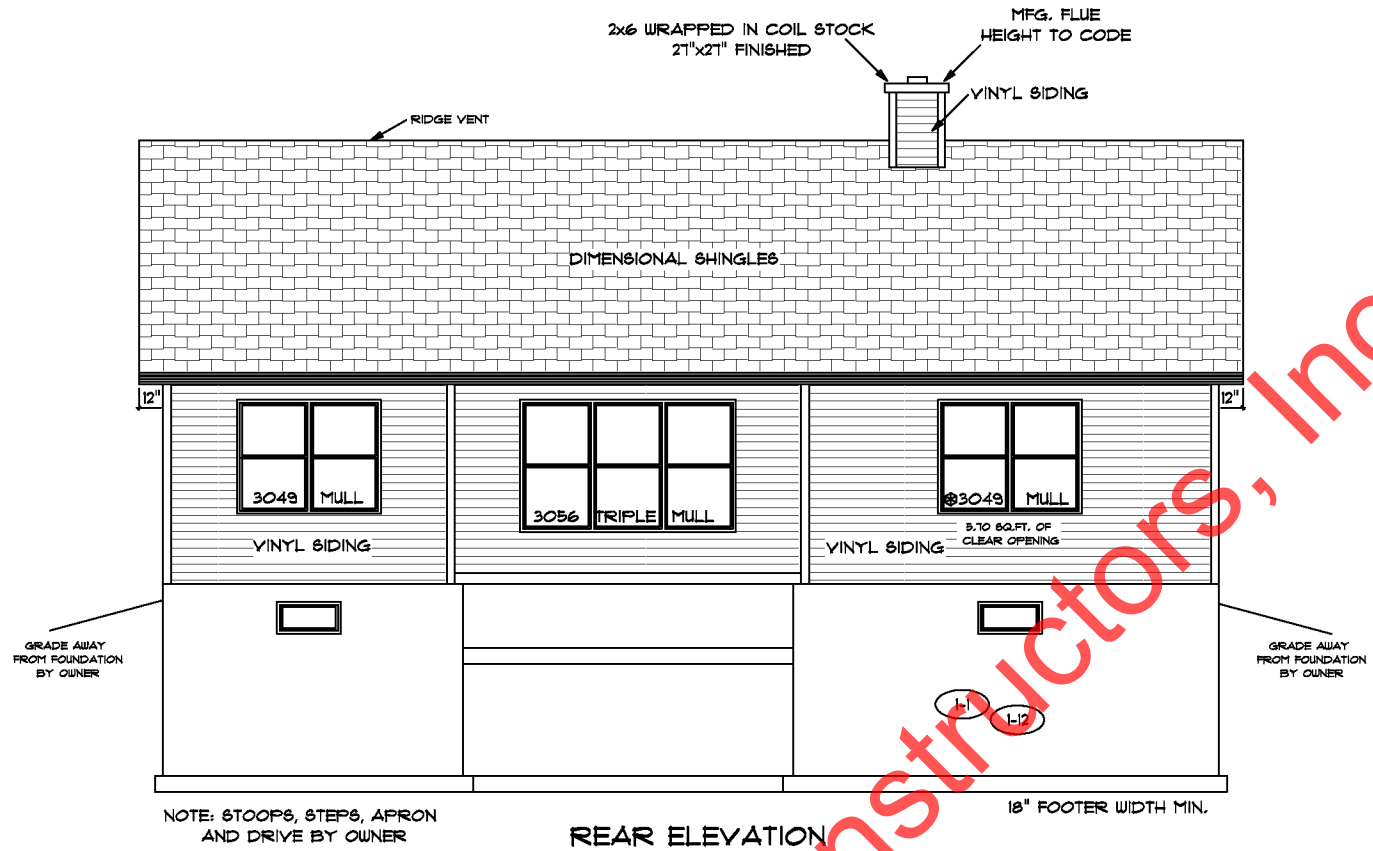 2x6 WRAPPED IN COIL STOCK
27"x27" FINISHED
MFG. FLUE
HEIGHT TO CODE
VINYL SIDING
RIDGE VENT
DIMENSIONAL SHINGLES
12"
12"
3049 MULL
3056 TRIPLE MULL
3049 MULL
5.70 SQ.FT. OF
CLEAR OPENING
VINYL SIDING
VINYL SIDING
GRADE AWAY
FROM FOUNDATION
BY OWNER
GRADE AWAY
FROM FOUNDATION
BY OWNER
1-1
1-12
NOTE: STOOPS, STEPS, APRON
AND DRIVE BY OWNER
18" FOOTER WIDTH MIN.
REAR ELEVATION
nstructors, Inc